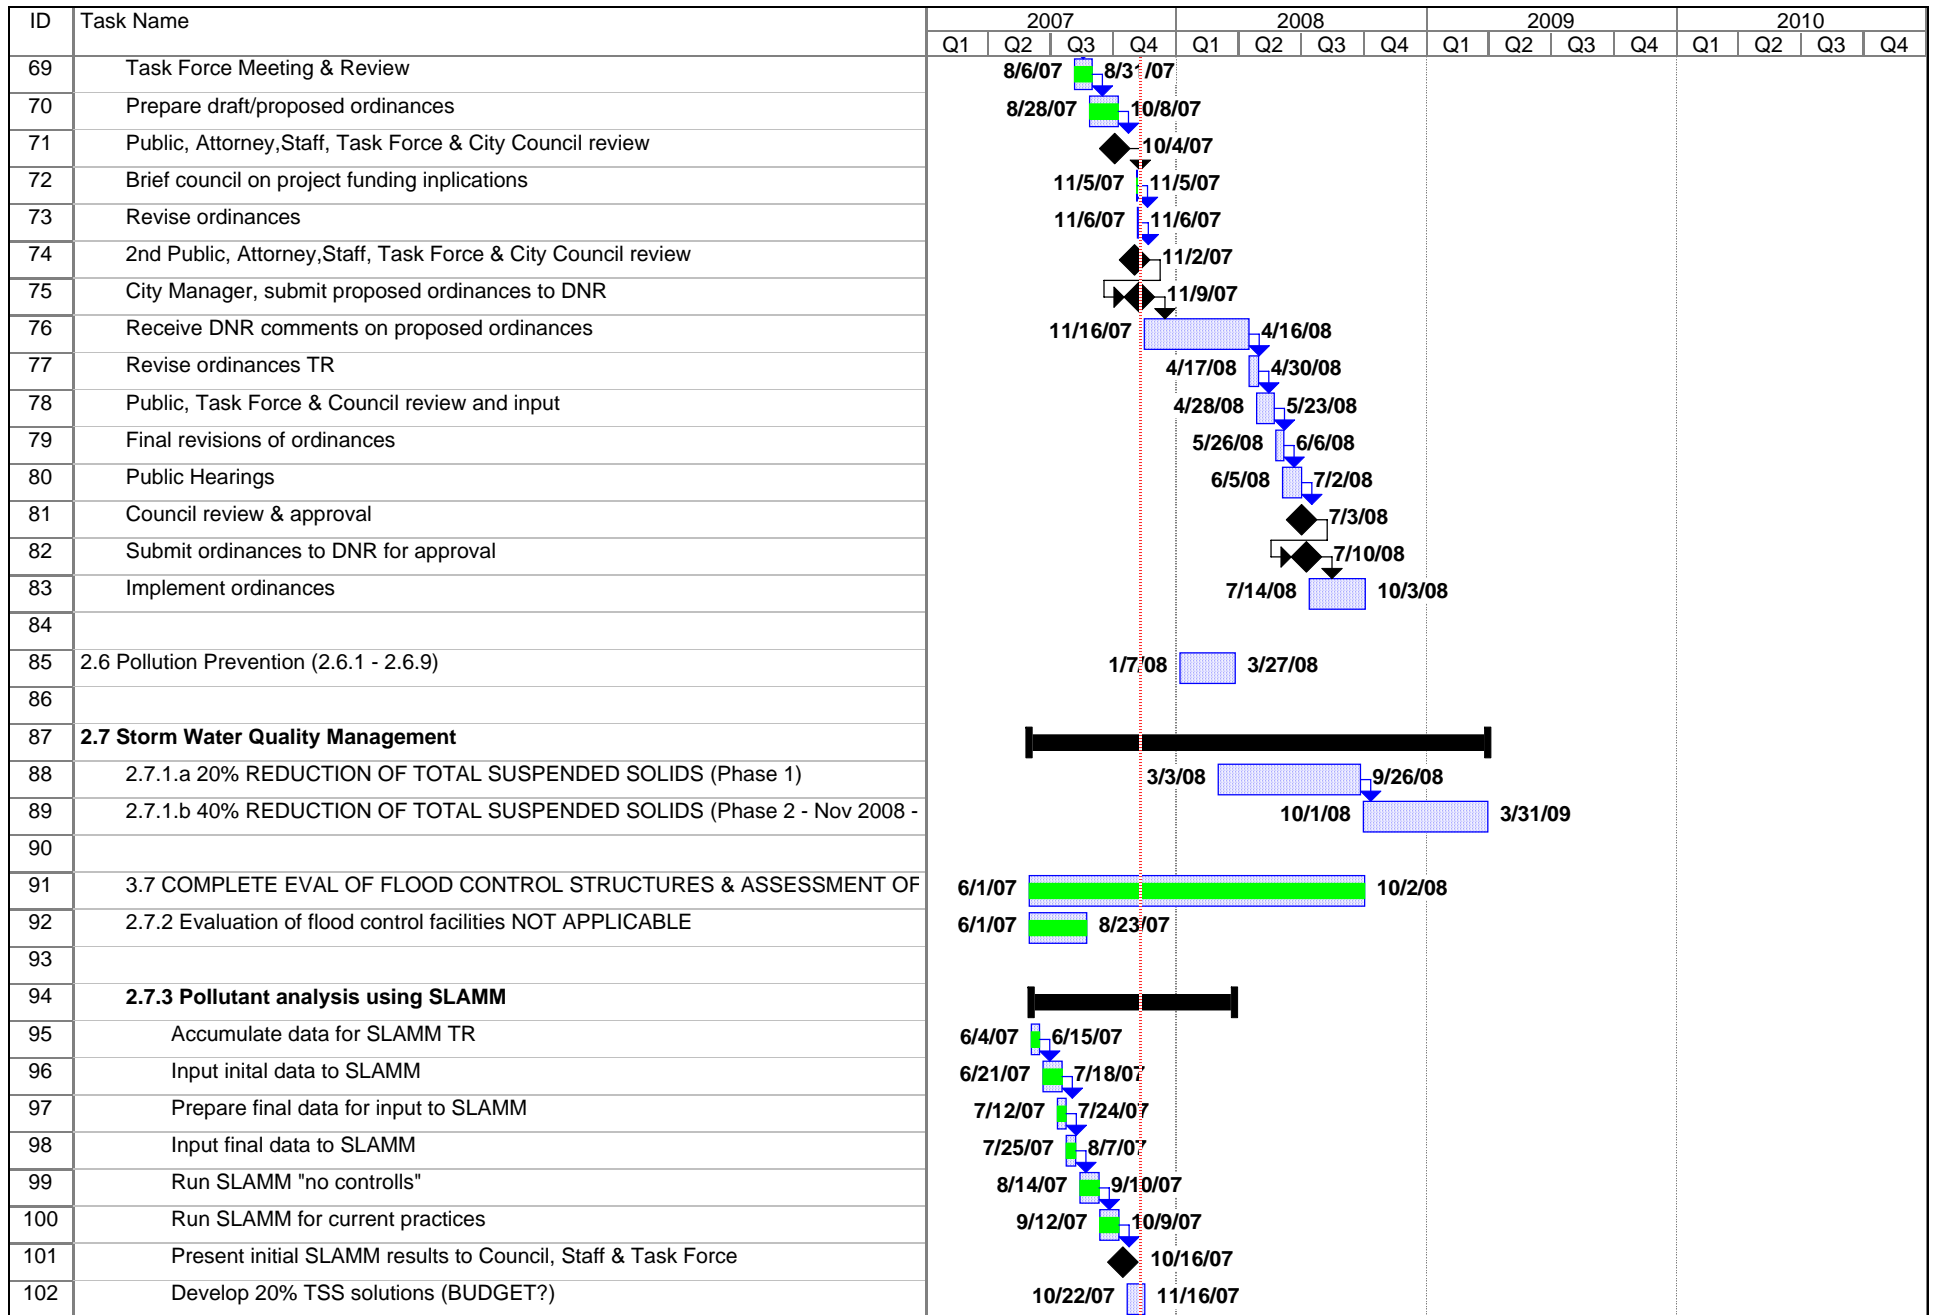 ID Task Name 2007 2008 2009 2010
Q1 Q2 Q3 Q4 Q1 Q2 Q3 Q4 Q1 Q2 Q3 Q4 Q1 Q2 Q3 Q4
69 Task Force Meeting & Review 8/6/07 8/31/07
70 Prepare draft/proposed ordinances 8/28/07 10/8/07
71 Public, Attorney,Staff, Task Force & City Council review 10/4/07
72 Brief council on project funding inplications 11/5/07 11/5/07
73 Revise ordinances 11/6/07 11/6/07
74 2nd Public, Attorney,Staff, Task Force & City Council review 11/2/07
75 City Manager, submit proposed ordinances to DNR 11/9/07
76 Receive DNR comments on proposed ordinances 11/16/07 4/16/08
77 Revise ordinances TR 4/17/08 4/30/08
78 Public, Task Force & Council review and input 4/28/08 5/23/08
79 Final revisions of ordinances 5/26/08 6/6/08
80 Public Hearings 6/5/08 7/2/08
81 Council review & approval 7/3/08
82 Submit ordinances to DNR for approval 7/10/08
83 Implement ordinances 7/14/08 10/3/08
84
85 2.6 Pollution Prevention (2.6.1 - 2.6.9) 1/7/08 3/27/08
86
87 2.7 Storm Water Quality Management
88 2.7.1.a 20% REDUCTION OF TOTAL SUSPENDED SOLIDS (Phase 1) 3/3/08 9/26/08
89 2.7.1.b 40% REDUCTION OF TOTAL SUSPENDED SOLIDS (Phase 2 - Nov 2008 - 10/1/08 3/31/09
90
91 3.7 COMPLETE EVAL OF FLOOD CONTROL STRUCTURES & ASSESSMENT OF 6/1/07 10/2/08
92 2.7.2 Evaluation of flood control facilities NOT APPLICABLE 6/1/07 8/23/07
93
94 2.7.3 Pollutant analysis using SLAMM
95 Accumulate data for SLAMM TR 6/4/07 6/15/07
96 Input inital data to SLAMM 6/21/07 7/18/07
97 Prepare final data for input to SLAMM 7/12/07 7/24/07
98 Input final data to SLAMM 7/25/07 8/7/07
99 Run SLAMM "no controlls" 8/14/07 9/10/07
100 Run SLAMM for current practices 9/12/07 10/9/07
101 Present initial SLAMM results to Council, Staff & Task Force 10/16/07
102 Develop 20% TSS solutions (BUDGET?) 10/22/07 11/16/07